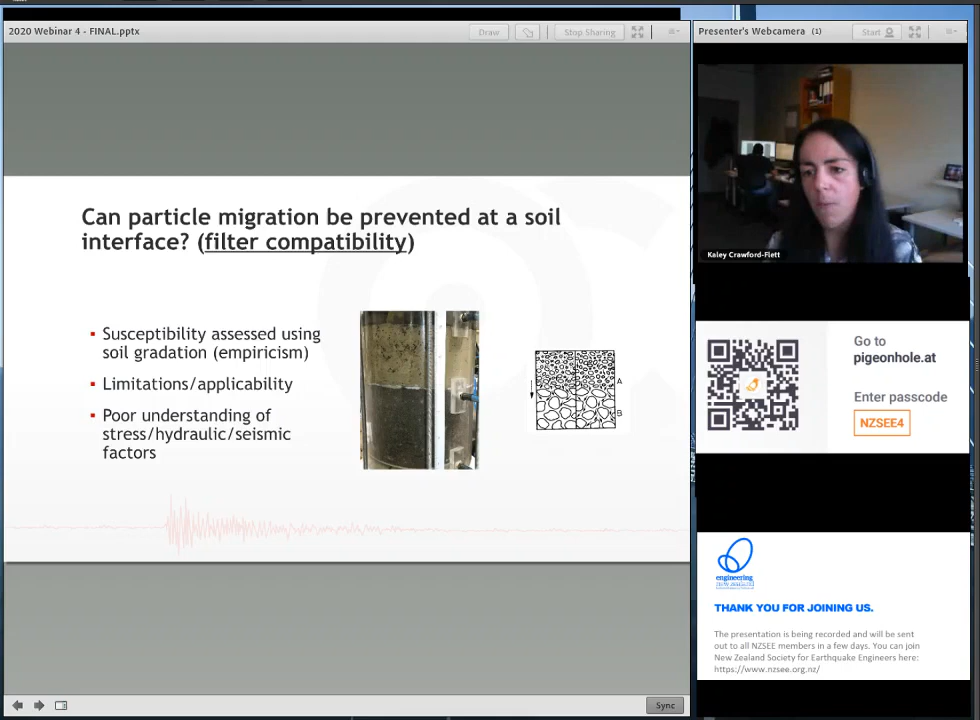 2020 Webinar 4 - FINAL.pptx
Draw
Stop Sharing
Presenter's Webcamera (1)
Start
Can particle migration be prevented at a soil
interface? (filter compatibility)
▪ Susceptibility assessed using
soil gradation (empiricism)
▪ Limitations/applicability
▪ Poor understanding of
stress/hydraulic/seismic
factors
A
B
Kaley Crawford-Flett
Go to
pigeonhole.at
Enter passcode
NZSEE4
engineering
NEW ZEALAND
THANK YOU FOR JOINING US.
The presentation is being recorded and will be sent
out to all NZSEE members in a few days. You can join
New Zealand Society for Earthquake Engineers here:
https://www.nzsee.org.nz/
Sync